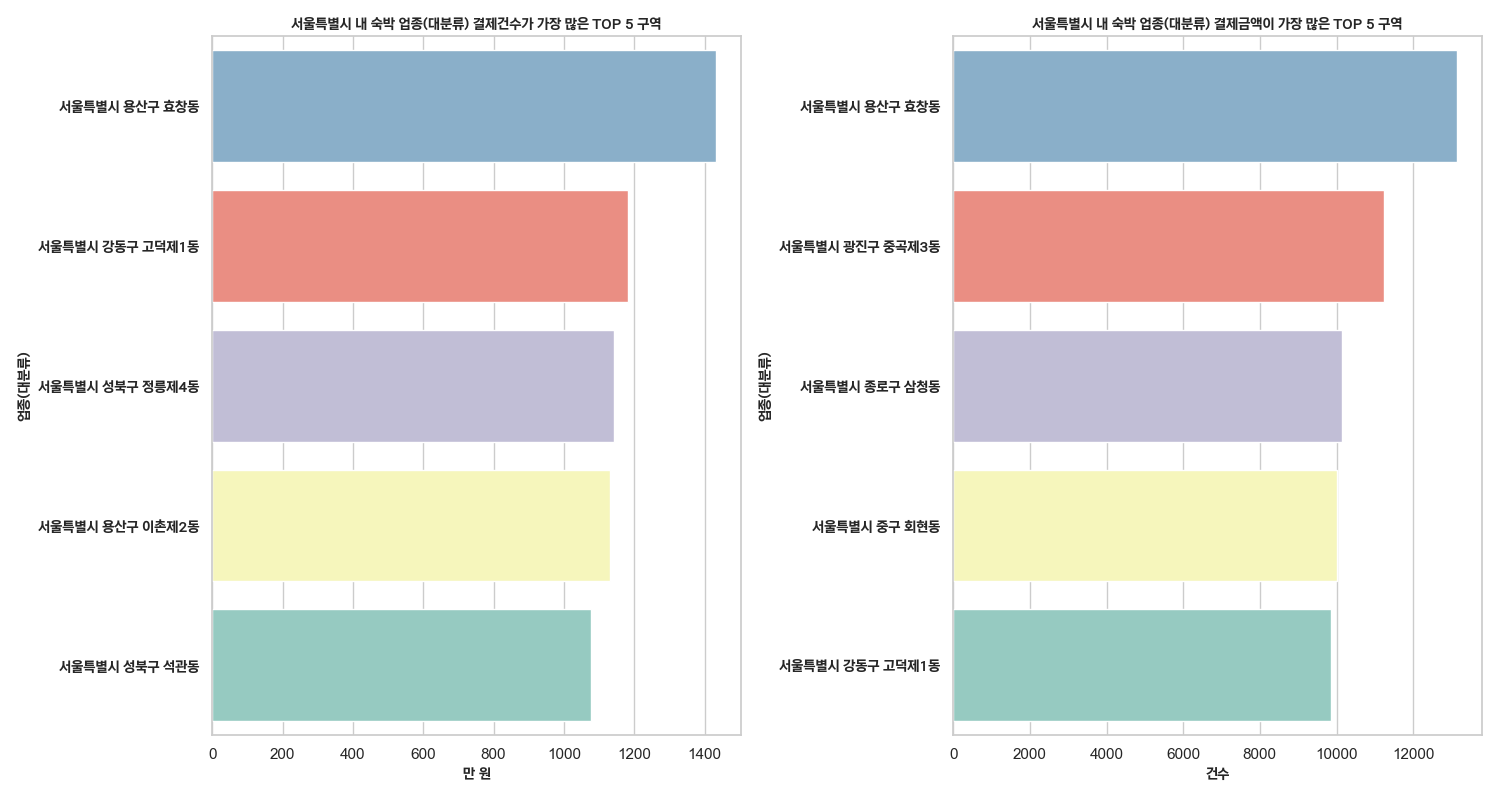 서울특별시 내 숙박 업종(대분류) 결제건수가 가장 많은 TOP 5 구역
업종(대분류)
서울특별시 용산구 효창동
서울특별시 강동구 고덕제1동
서울특별시 성북구 정릉제4동
서울특별시 용산구 이촌제2동
서울특별시 성북구 석관동
0 200 400 600 800 1000 1200 1400
만 원
서울특별시 내 숙박 업종(대분류) 결제금액이 가장 많은 TOP 5 구역
업종(대분류)
서울특별시 용산구 효창동
서울특별시 광진구 중곡제3동
서울특별시 종로구 삼청동
서울특별시 중구 회현동
서울특별시 강동구 고덕제1동
0 2000 4000 6000 8000 10000 12000
건수